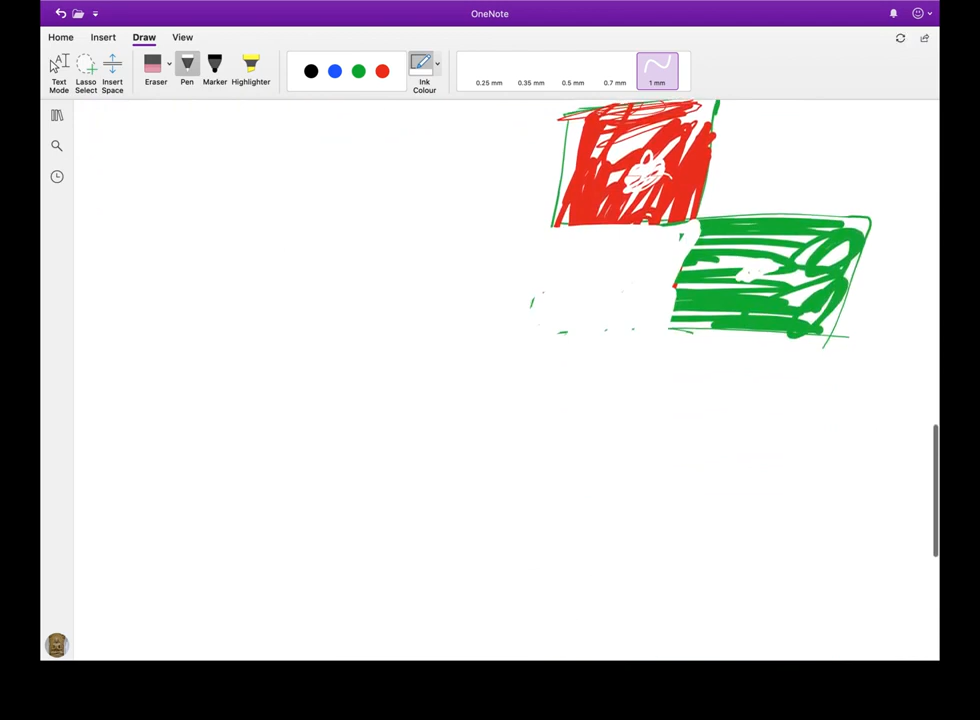 OneNote
Home Insert Draw View
Text Mode
Lasso Select
Insert Space
Eraser
Pen
Marker
Highlighter
Ink Colour
0.25 mm 0.35 mm 0.5 mm 0.7 mm 1 mm